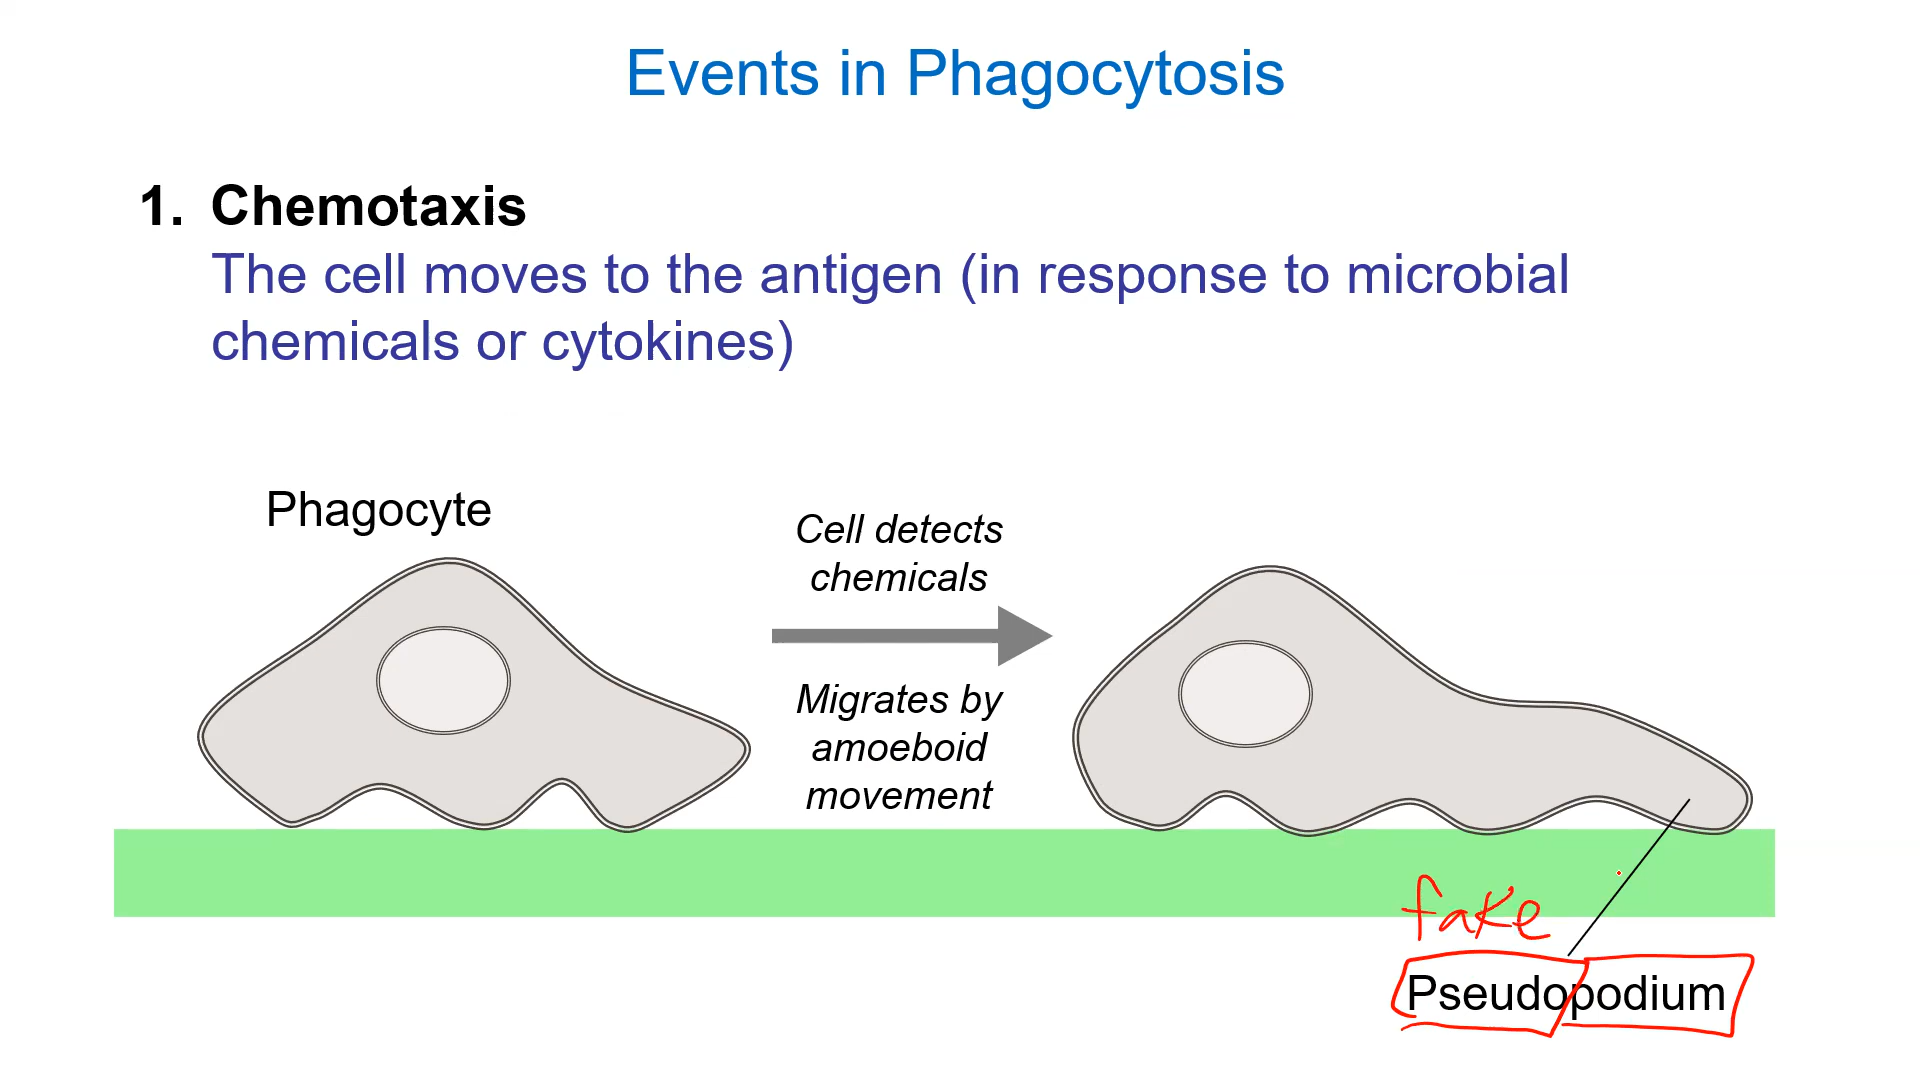 Events in Phagocytosis
1. Chemotaxis
The cell moves to the antigen (in response to microbial
chemicals or cytokines)
Phagocyte
Cell detects
chemicals
Migrates by
amoeboid
movement
fake
Pseudopodium